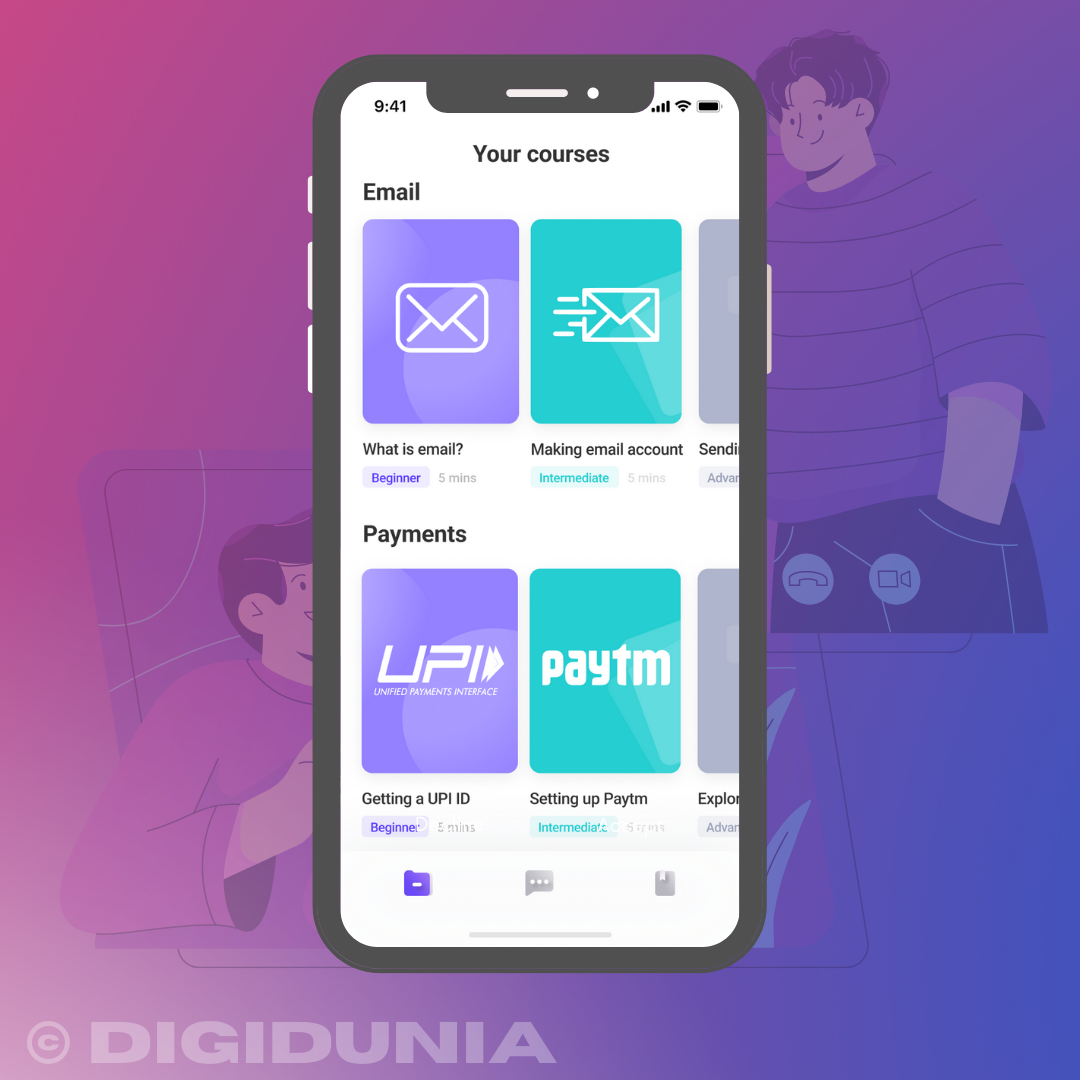 9:41
Your courses
Email
What is email?
Making email account
Sendi
Beginner 5 mins
Intermediate 5 mins
Advar
Payments
UPI
UNIFIED PAYMENTS INTERFACE
paytm
Getting a UPI ID
Setting up Paytm
Explor
Beginner 5 mins
Intermediate 5 mins
Advar
© DIGIDUNIA